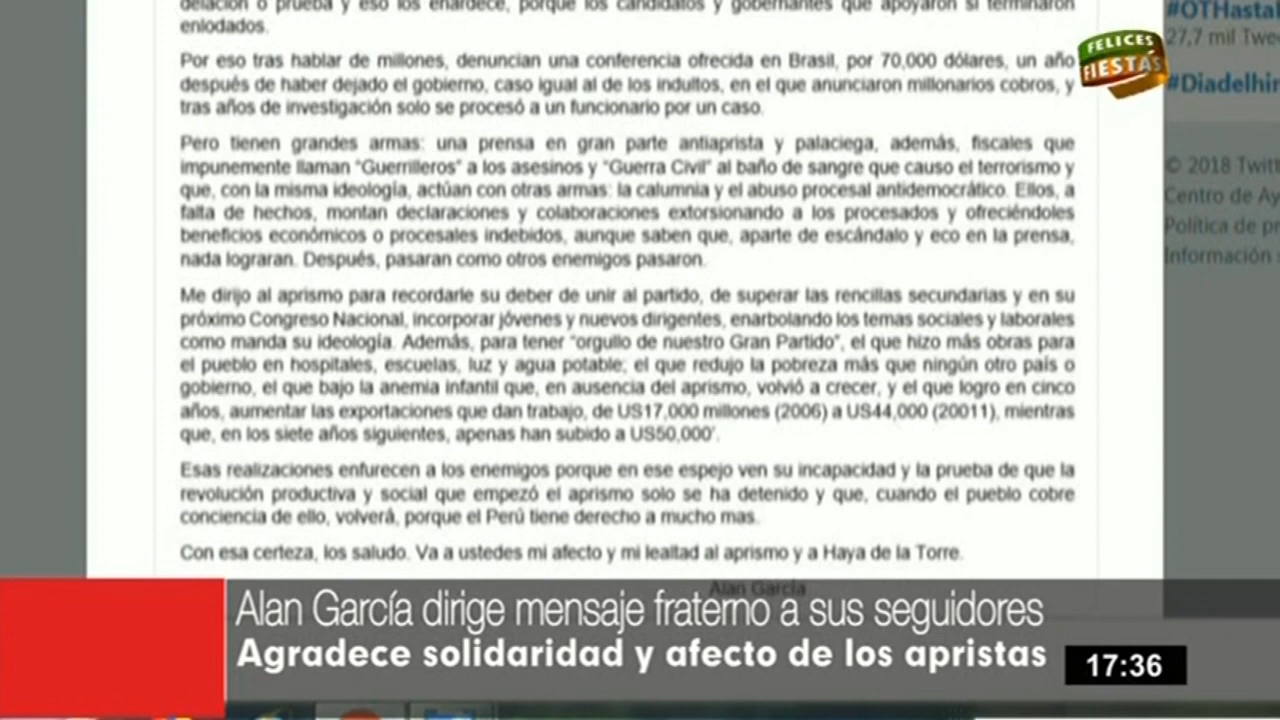 delación o prueba y eso los enardece, porque los candidatos y gobernantes que apoyaron si terminaron
enlodados.
Por eso tras hablar de millones, denuncian una conferencia ofrecida en Brasil, por 70,000 dólares, un año
después de haber dejado el gobierno, caso igual al de los indultos, en el que anunciaron millonarios cobros, y
tras años de investigación solo se procesó a un funcionario por un caso.
Pero tienen grandes armas: una prensa en gran parte antiaprista y palaciega, además, fiscales que
impunemente llaman "Guerrilleros" a los asesinos y "Guerra Civil" al baño de sangre que causo el terrorismo y
que, con la misma ideología, actúan con otras armas: la calumnia y el abuso procesal antidemocrático. Ellos, a
falta de hechos, montan declaraciones y colaboraciones extorsionando a los procesados y ofreciéndoles
beneficios económicos o procesales indebidos, aunque saben que, aparte de escándalo y eco en la prensa,
nada lograran. Después, pasaran como otros enemigos pasaron.
Me dirijo al aprismo para recordarle su deber de unir al partido, de superar las rencillas secundarias y en su
próximo Congreso Nacional, incorporar jóvenes y nuevos dirigentes, enarbolando los temas sociales y laborales
como manda su ideología. Además, para tener "orgullo de nuestro Gran Partido", el que hizo más obras para
el pueblo en hospitales, escuelas, luz y agua potable; el que redujo la pobreza más que ningún otro país o
gobierno, el que bajo la anemia infantil que, en ausencia del aprismo, volvió a crecer, y el que logro en cinco
años, aumentar las exportaciones que dan trabajo, de US17,000 millones (2006) a US44,000 (20011), mientras
que, en los siete años siguientes, apenas han subido a US50,000'.
Esas realizaciones enfurecen a los enemigos porque en ese espejo ven su incapacidad y la prueba de que la
revolución productiva y social que empezó el aprismo solo se ha detenido y que, cuando el pueblo cobre
conciencia de ello, volverá, porque el Perú tiene derecho a mucho mas.
Con esa certeza, los saludo. Va a ustedes mi afecto y mi lealtad al aprismo y a Haya de la Torre.
Alan García
#OTHasta
27,7 mil Twee
#Diadelhin
© 2018 Twitt
Centro de Ay
Política de pr
Información
FELICES
FIESTAS
Alan García dirige mensaje fraterno a sus seguidores
Agradece solidaridad y afecto de los apristas
17:36